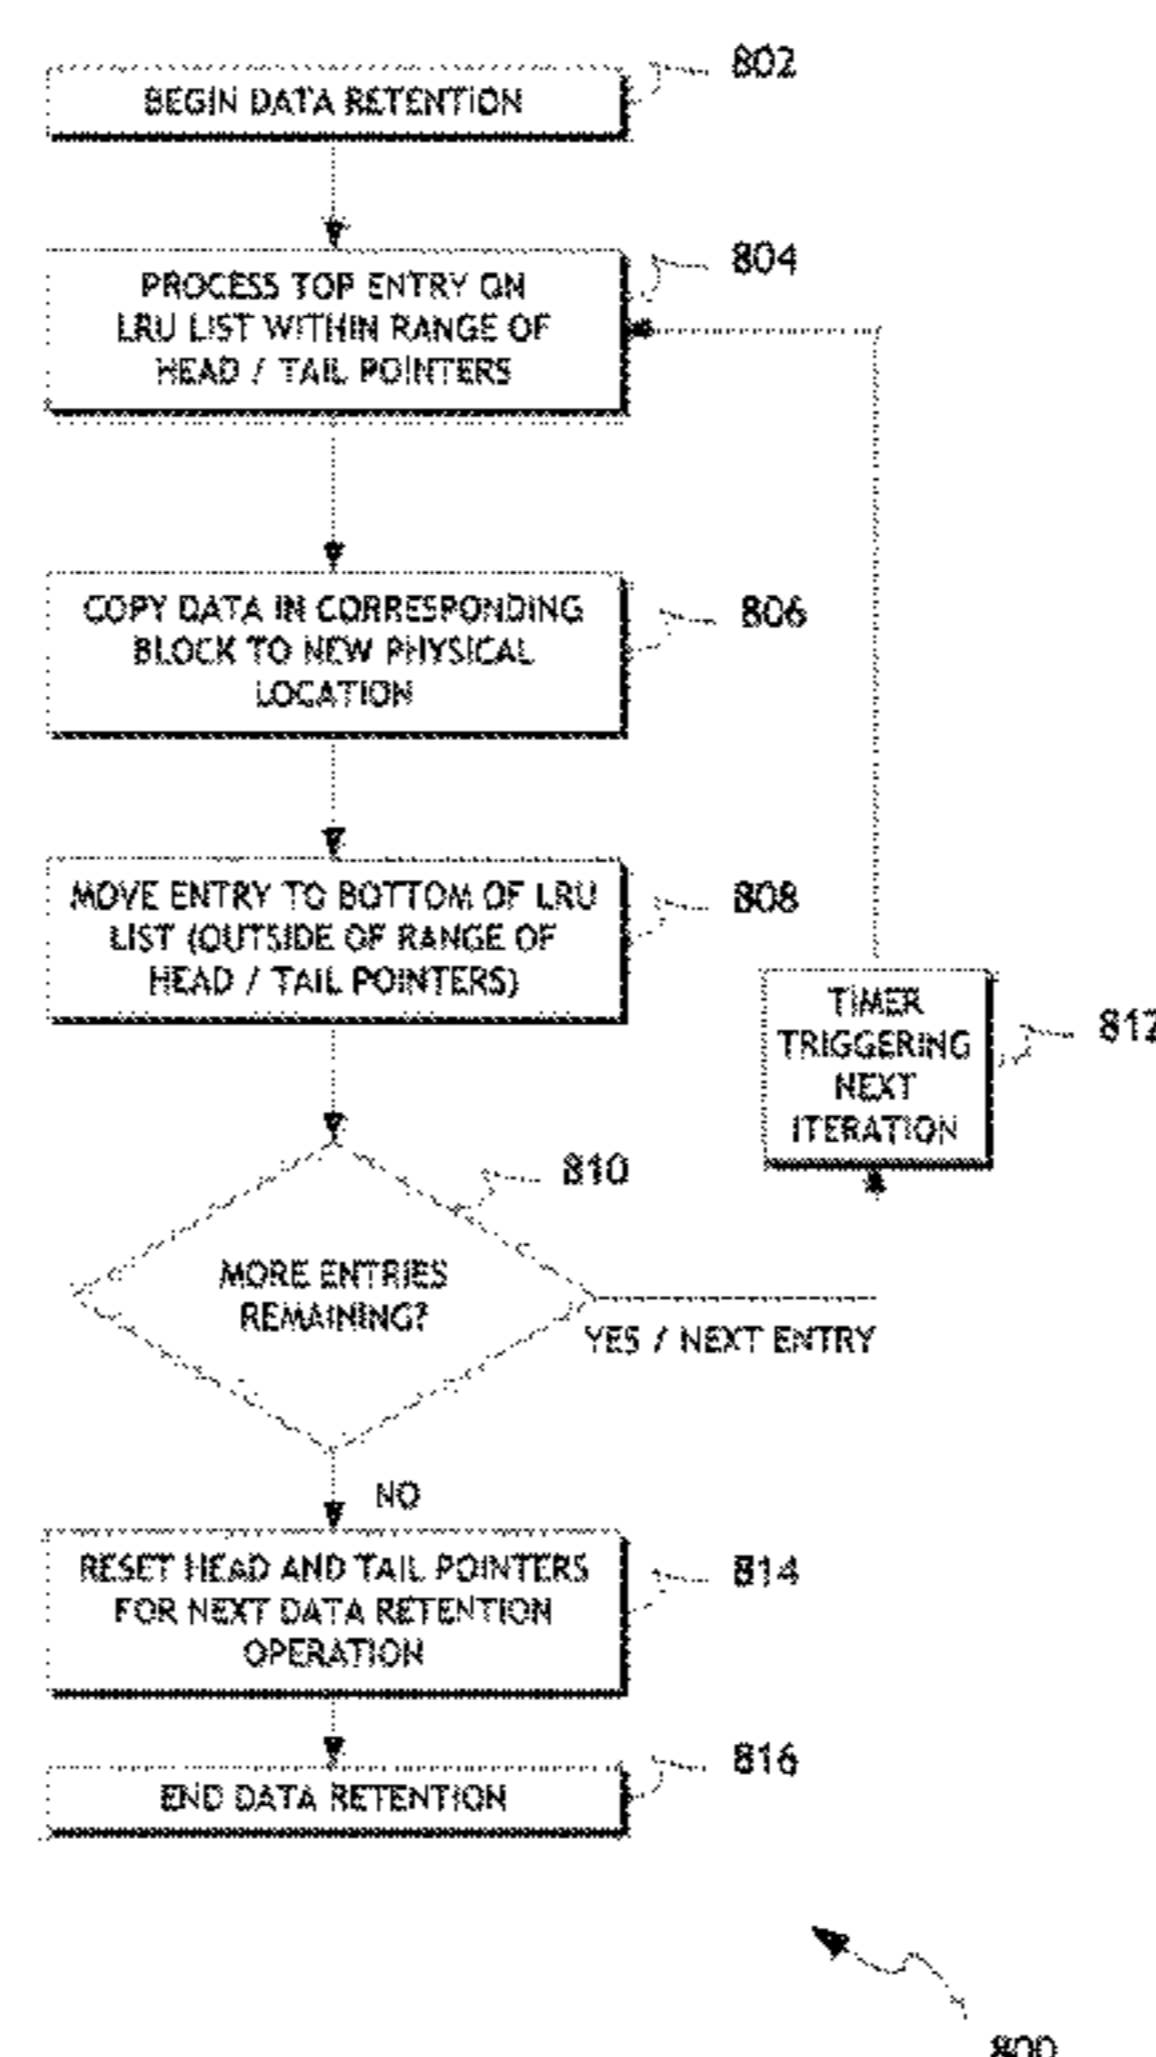 802
BEGIN DATA RETENTION
804
PROCESS TOP ENTRY ON
LRU LIST WITHIN RANGE OF
HEAD / TAIL POINTERS
806
COPY DATA IN CORRESPONDING
BLOCK TO NEW PHYSICAL
LOCATION
808
MOVE ENTRY TO BOTTOM OF LRU
LIST (OUTSIDE OF RANGE OF
HEAD / TAIL POINTERS)
TIMER
TRIGGERING
NEXT
ITERATION
812
810
MORE ENTRIES
REMAINING?
YES / NEXT ENTRY
NO
RESET HEAD AND TAIL POINTERS
FOR NEXT DATA RETENTION
OPERATION
814
END DATA RETENTION
816
800